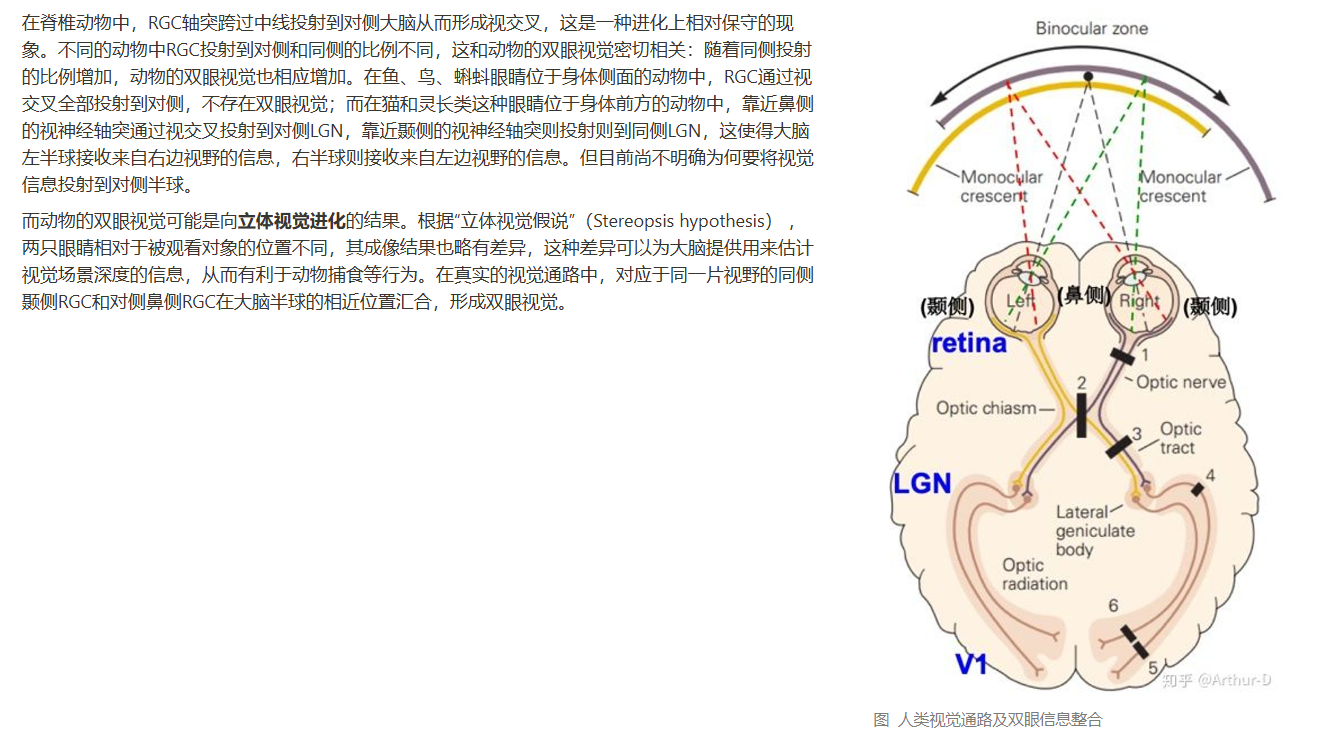 在脊椎动物中，RGC轴突跨过中线投射到对侧大脑从而形成视交叉，这是一种进化上相对保守的现
象。不同的动物中RGC投射到对侧和同侧的比例不同，这和动物的双眼视觉密切相关：随着同侧投射
的比例增加，动物的双眼视觉也相应增加。在鱼、鸟、蝌蚪眼睛位于身体侧面的动物中，RGC通过视
交叉全部投射到对侧，不存在双眼视觉；而在猫和灵长类这种眼睛位于身体前方的动物中，靠近鼻侧
的视神经轴突通过视交叉投射到对侧LGN，靠近颞侧的视神经轴突则投射则到同侧LGN，这使得大脑
左半球接收来自右边视野的信息，右半球则接收来自左边视野的信息。但目前尚不明确为何要将视觉
信息投射到对侧半球。
而动物的双眼视觉可能是向立体视觉进化的结果。根据“立体视觉假说”（Stereopsis hypothesis），
两只眼睛相对于被观看对象的位置不同，其成像结果也略有差异，这种差异可以为大脑提供用来估计
视觉场景深度的信息，从而有利于动物捕食等行为。在真实的视觉通路中，对应于同一片视野的同侧
颞侧RGC和对侧鼻侧RGC在大脑半球的相近位置汇合，形成双眼视觉。
Binocular zone
Monocular
crescent
Monocular
crescent
(颞侧)
Left
(鼻侧)
Right
(颞侧)
retina
1
Optic nerve
2
Optic chiasm
3
Optic
tract
LGN
4
Lateral
geniculate
body
Optic
radiation
6
V1
5
知乎 @Arthur-D
图 人类视觉通路及双眼信息整合